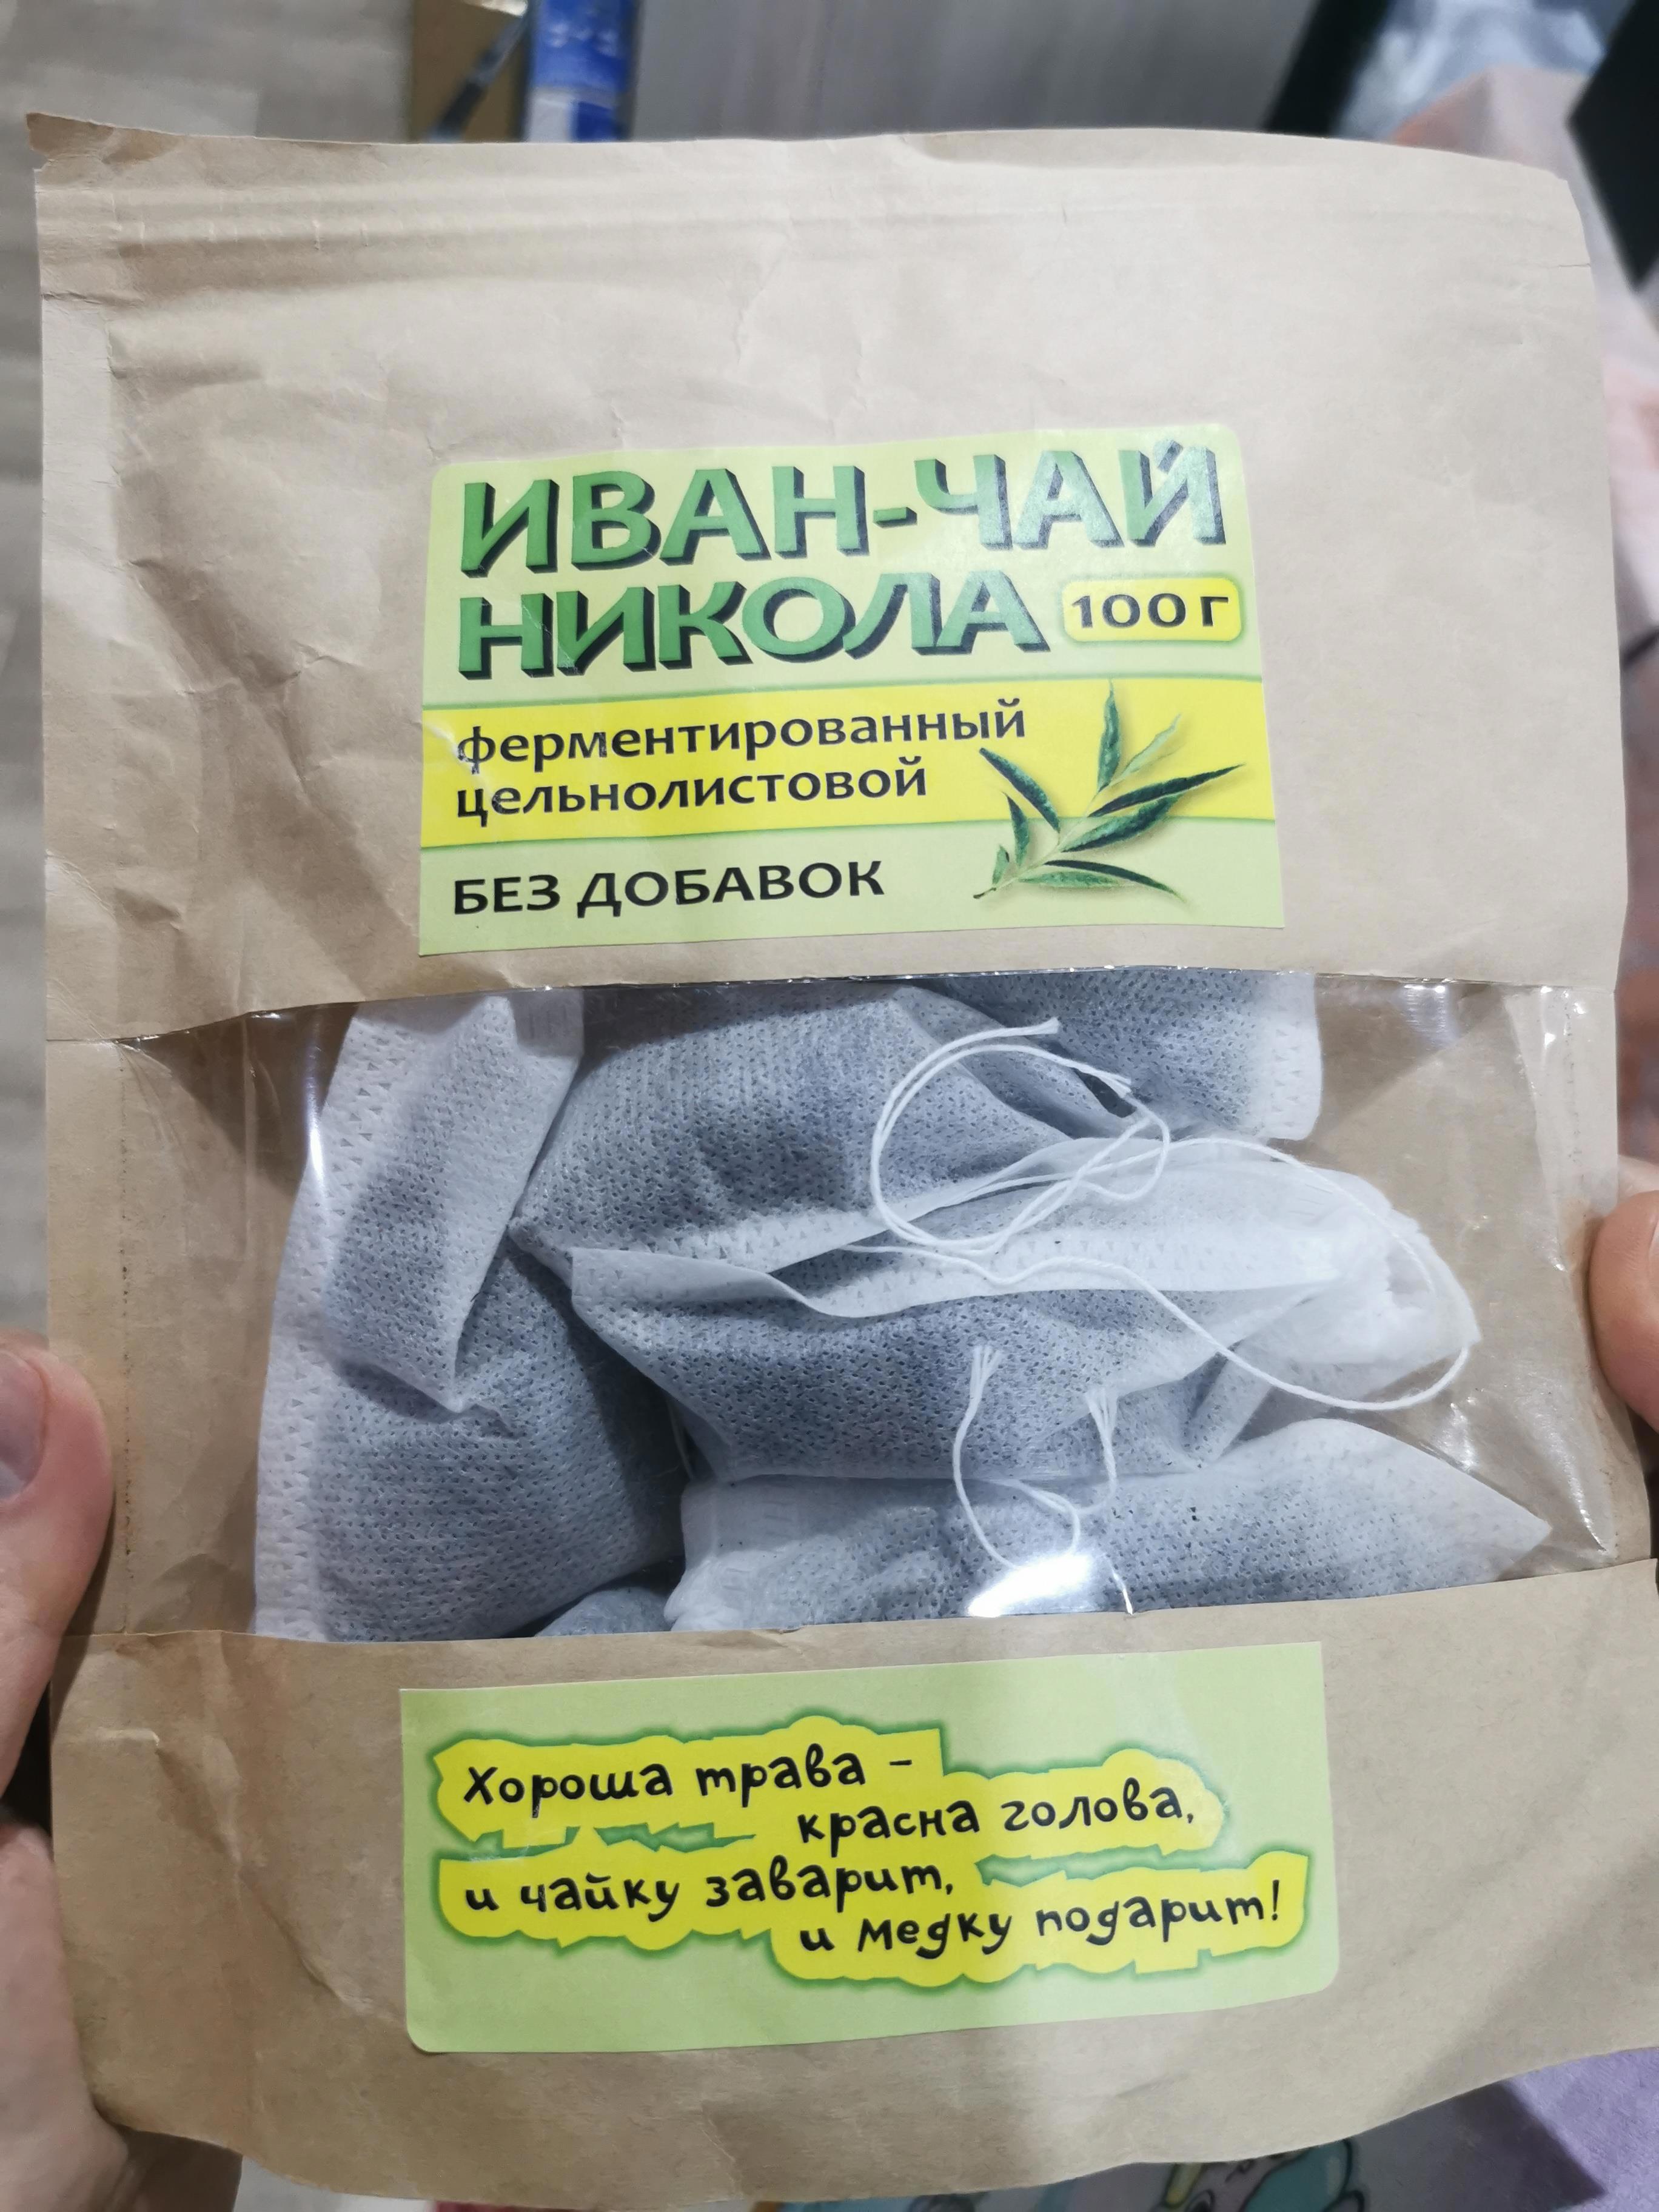 ИВАН-ЧАЙ
НИКОЛА 100 г
ферментированный
цельнолистовой
БЕЗ ДОБАВОК
Хороша трава -
красна голова,
и чайку заварит,
и медку подарит!